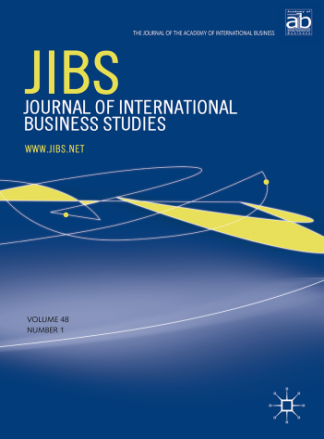 THE JOURNAL OF THE ACADEMY OF INTERNATIONAL BUSINESS
aib
JIBS
JOURNAL OF INTERNATIONAL
BUSINESS STUDIES
WWW.JIBS.NET
VOLUME 48
NUMBER 1